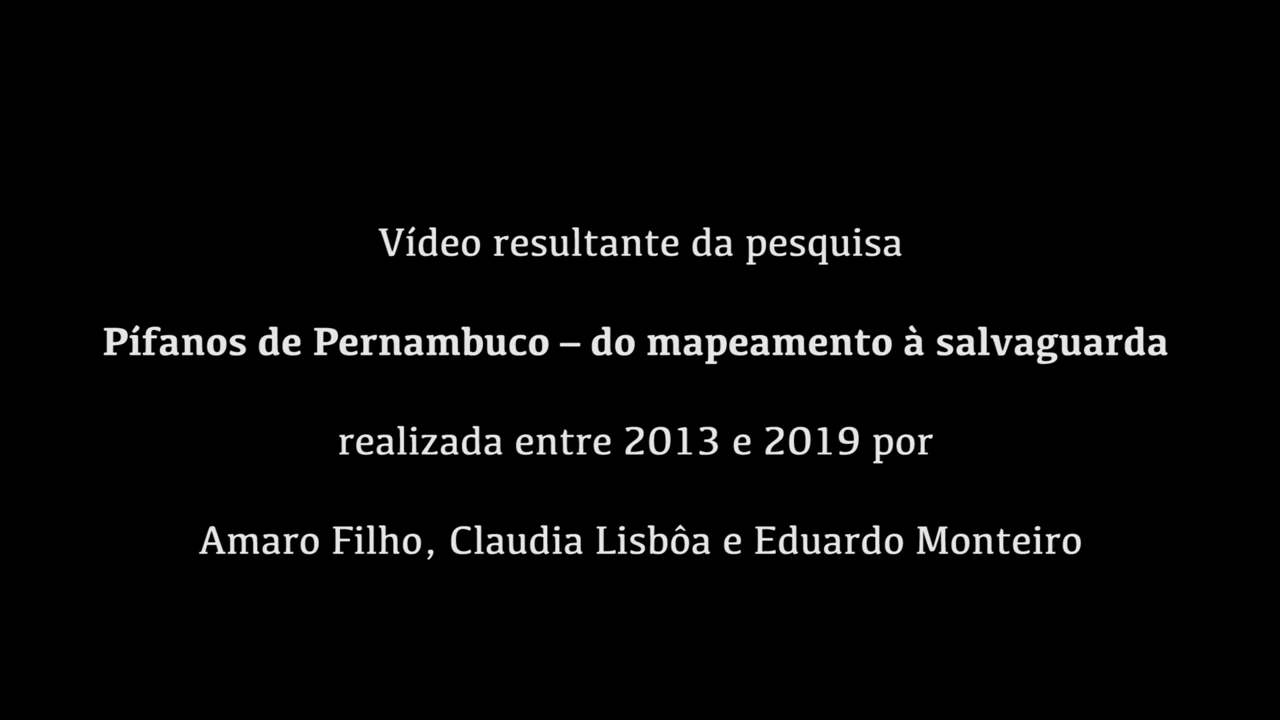 Vídeo resultante da pesquisa
Pífanos de Pernambuco – do mapeamento à salvaguarda
realizada entre 2013 e 2019 por
Amaro Filho, Claudia Lisbôa e Eduardo Monteiro